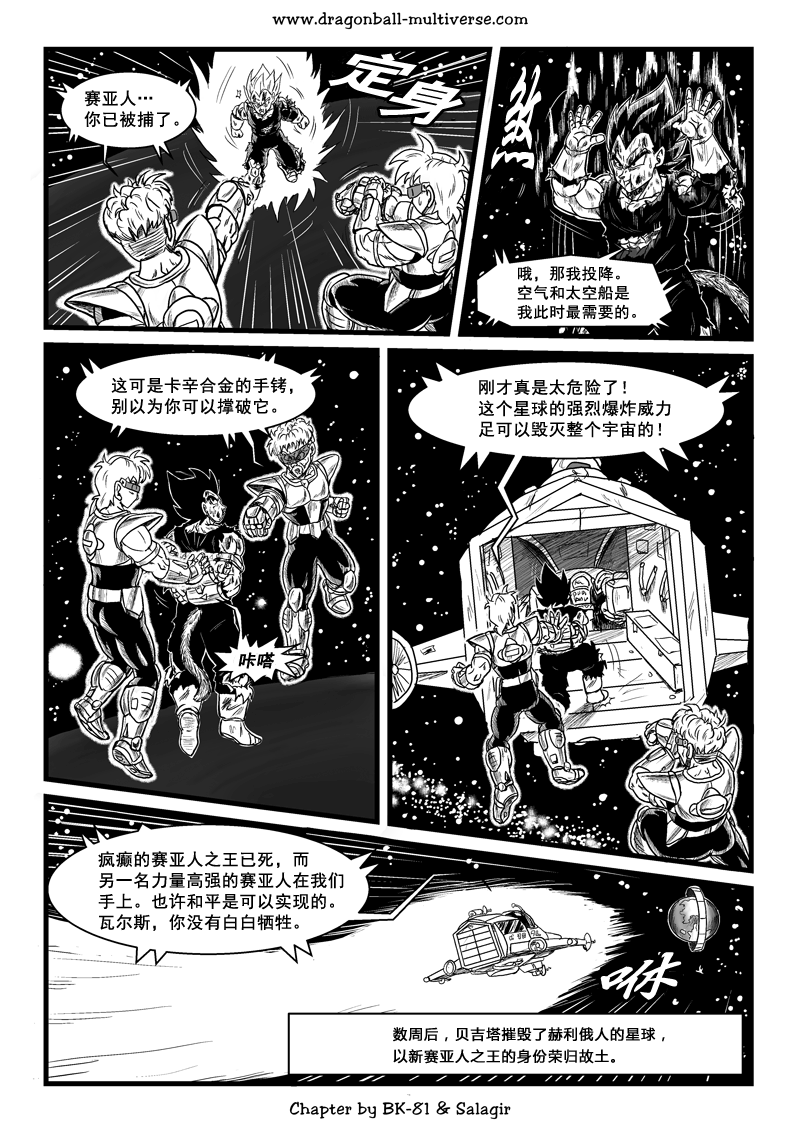 www.dragonball-multiverse.com
赛亚人…
你已被捕了。
定身
煞
哦，那我投降。
空气和太空船是
我此时最需要的。
这可是卡辛合金的手铐，
别以为你可以撑破它。
咔嗒
刚才真是太危险了！
这个星球的强烈爆炸威力
足可以毁灭整个宇宙的！
疯癫的赛亚人之王已死，而
另一名力量高强的赛亚人在我们
手上。也许和平是可以实现的。
瓦尔斯，你没有白白牺牲。
咻
数周后，贝吉塔摧毁了赫利俄人的星球，
以新赛亚人之王的身份荣归故土。
Chapter by BK-81 & Salagir